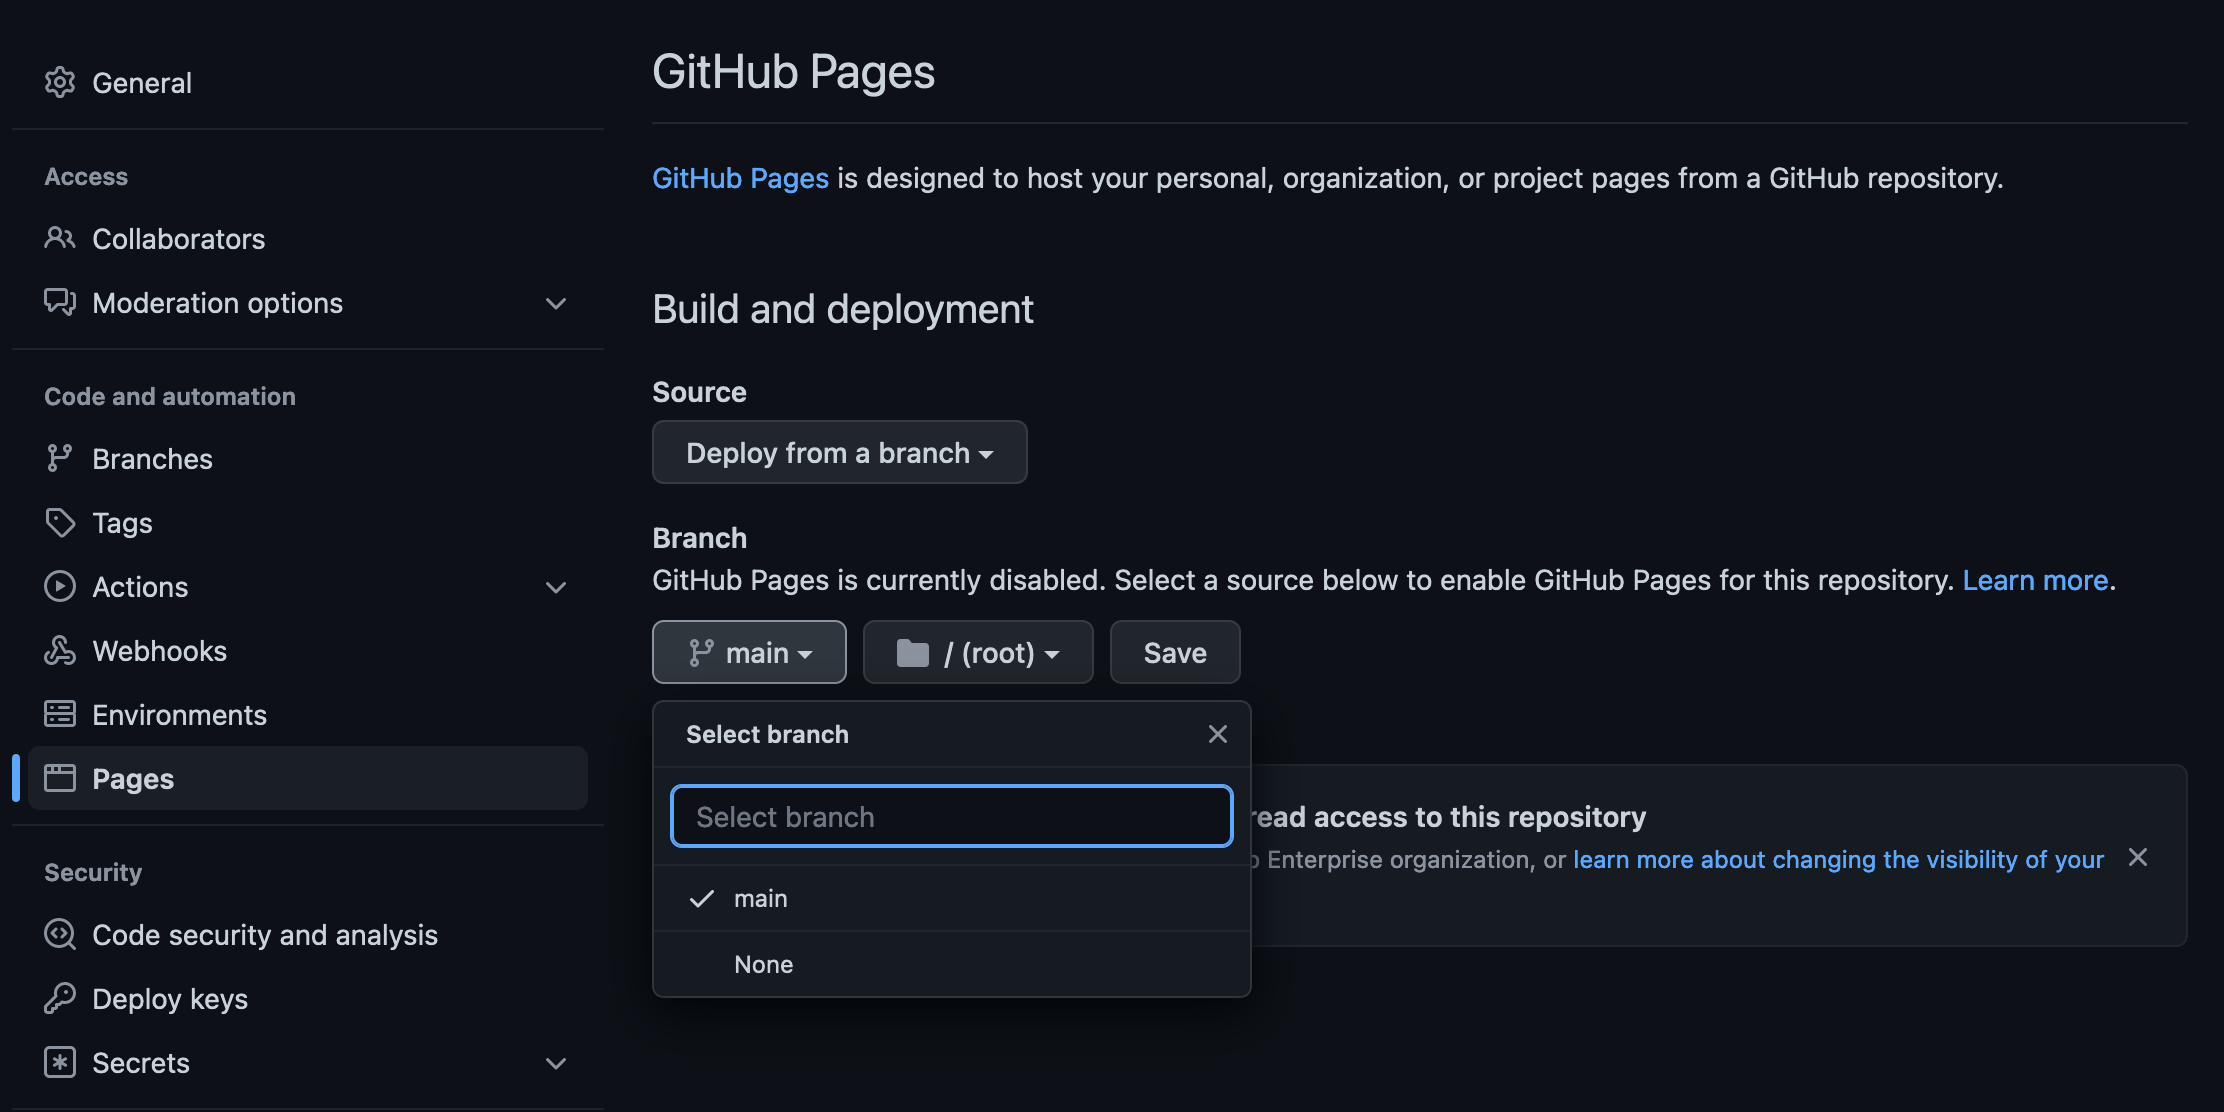 General
Access
Collaborators
Moderation options
Code and automation
Branches
Tags
Actions
Webhooks
Environments
Pages
Security
Code security and analysis
Deploy keys
Secrets
GitHub Pages
GitHub Pages is designed to host your personal, organization, or project pages from a GitHub repository.
Build and deployment
Source
Deploy from a branch
Branch
GitHub Pages is currently disabled. Select a source below to enable GitHub Pages for this repository. Learn more.
main / (root) Save
Select branch
Select branch
main
None
read access to this repository
Enterprise organization, or learn more about changing the visibility of your